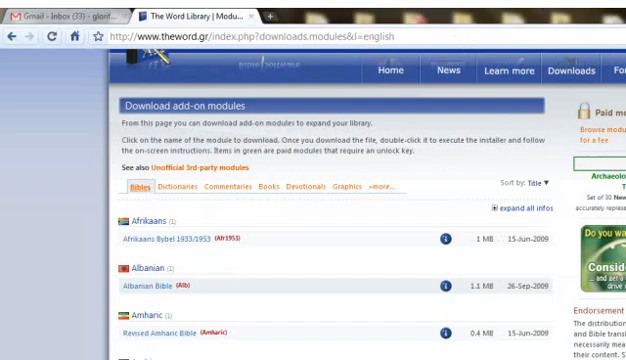 Gmail - Inbox (33) - glorif...
The Word Library | Modu...
http://www.theword.gr/index.php?downloads.modules&l=english
Home News Learn more Downloads
Download add-on modules
From this page you can download add-on modules to expand your library.
Click on the name of the module to download. Once you download the file, double-click it to execute the installer and follow
the on-screen instructions. Items in green are paid modules that require an unlock key.
See also Unofficial 3rd-party modules
Bibles Dictionaries Commentaries Books Devotionals Graphics »more...
Sort by: Title ▼
expand all infos
Afrikaans (1)
Afrikaans Bybel 1933/1953 (Afr1953) 1 MB 15-Jun-2009
Albanian (1)
Albanian Bible (Alb) 1.1 MB 26-Sep-2009
Amharic (1)
Revised Amharic Bible (Amharic) 0.4 MB 15-Jun-2009
Paid mo
Browse modu
for a fee
Archaeolo
T
Set of 30 New
accurately represe
Do you wa
Consid
... and get a
drive
Endorsement
The distribution
and Bible transl
necessarily mea
their content. S